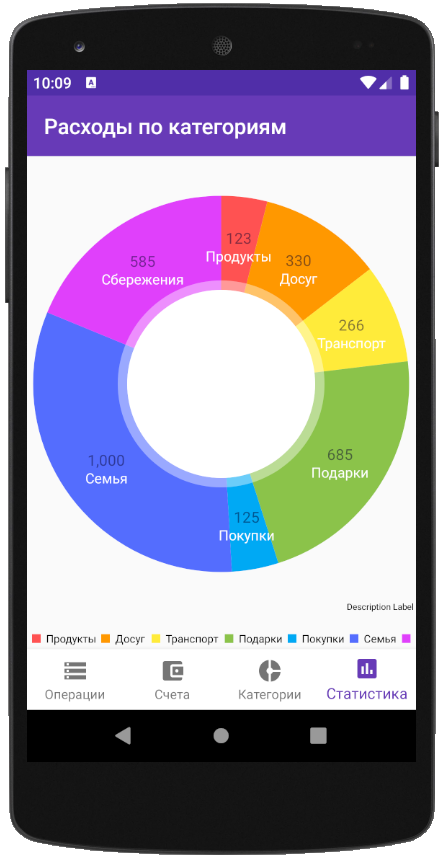 10:09 A
Расходы по категориям
123
Продукты
330
Досуг
266
Транспорт
685
Подарки
125
Покупки
1,000
Семья
585
Сбережения
Description Label
Продукты Досуг Транспорт Подарки Покупки Семья
Операции Счета Категории Статистика